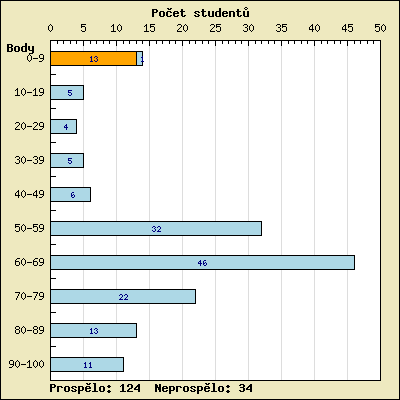 Počet studentů
0 5 10 15 20 25 30 35 40 45 50
Body
0-9 13 1
10-19 5
20-29 4
30-39 5
40-49 6
50-59 32
60-69 46
70-79 22
80-89 13
90-100 11
Prospělo: 124 Neprospělo: 34